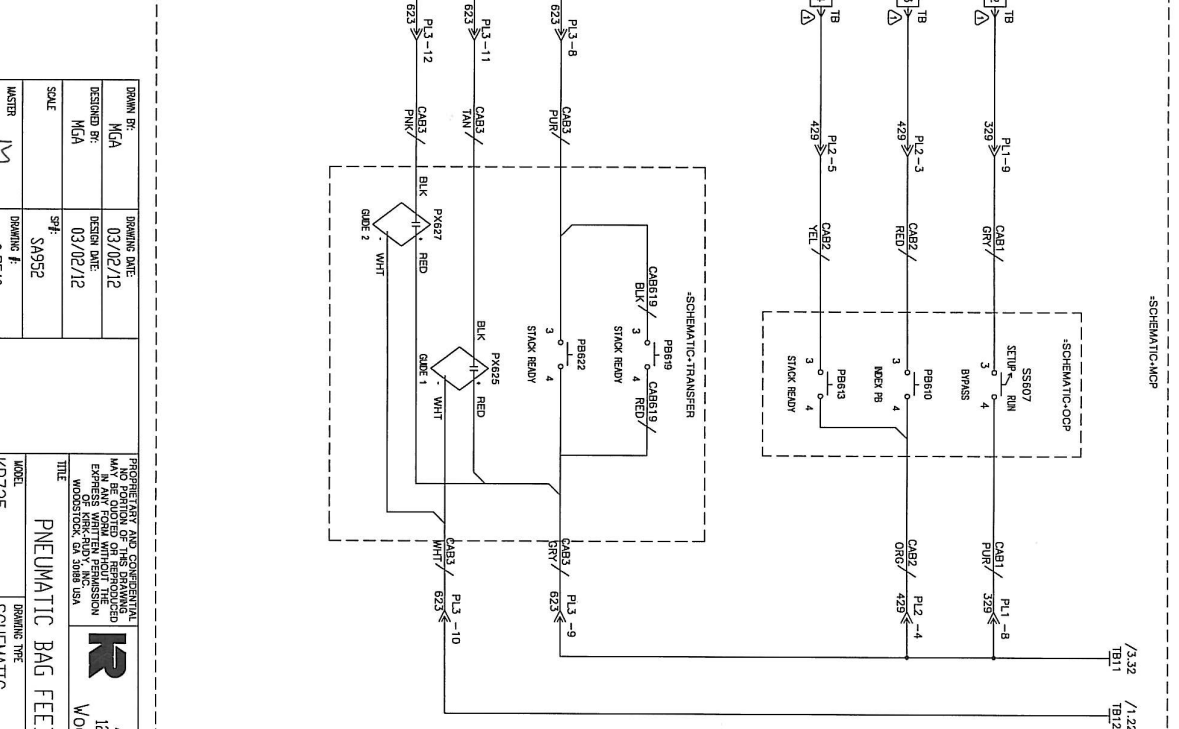 =SCHEMATIC+MCP
TB
TB
TB
1
1
1
PL1-9
329
CAB1
GRY
=SCHEMATIC+OCP
SS607
SETUP RUN
3 4
BYPASS
CAB1
PUR
PL1 -8
329
/3.32
TB11
PL2-3
429
CAB2
RED
PB610
3 4
INDEX PB
CAB2
ORG
PL2 -4
429
/1.22
TB12
PL2-5
429
CAB2
YEL
PB613
3 4
STACK READY
=SCHEMATIC+TRANSFER
CAB619
BLK
PB619
3 4
STACK READY
CAB619
RED
PL3-8
623
CAB3
PUR
PB622
3 4
STACK READY
CAB3
GRY
PL3 -9
623
PL3-11
623
CAB3
TAN
BLK
PX625
+ RED
- WHT
GUIDE 1
CAB3
WHT
PL3 -10
623
PL3-12
623
CAB3
PNK
BLK
PX627
+ RED
- WHT
GUIDE 2
DRAWN BY:
MGA
DRAWING DATE:
03/02/12
DESIGNED BY:
MGA
DESIGN DATE:
03/02/12
SCALE
SP#:
SA952
MASTER
DRAWING #:
PROPRIETARY AND CONFIDENTIAL
NO PORTION OF THIS DRAWING
MAY BE QUOTED OR REPRODUCED
IN ANY FORM WITHOUT THE
EXPRESS WRITTEN PERMISSION
OF KIRK-RUDY, INC.
WOODSTOCK, GA 30188 USA
KR
TITLE
PNEUMATIC BAG FEE
MODEL
DRAWING TYPE
SCHEMATIC